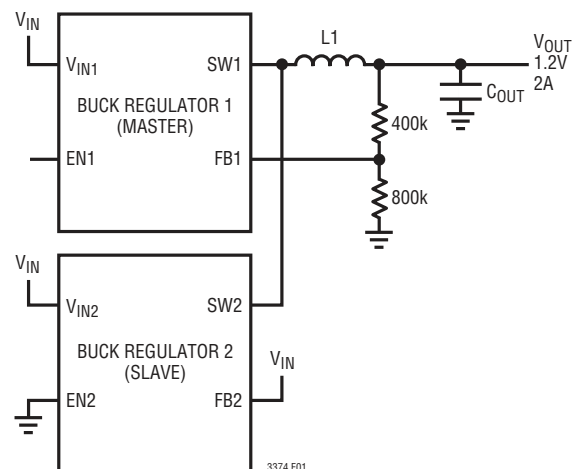 VIN
VIN1
SW1
L1
VOUT
1.2V
2A
COUT
BUCK REGULATOR 1
(MASTER)
400k
EN1
FB1
800k
VIN
VIN2
SW2
BUCK REGULATOR 2
(SLAVE)
VIN
EN2
FB2
3374 F01